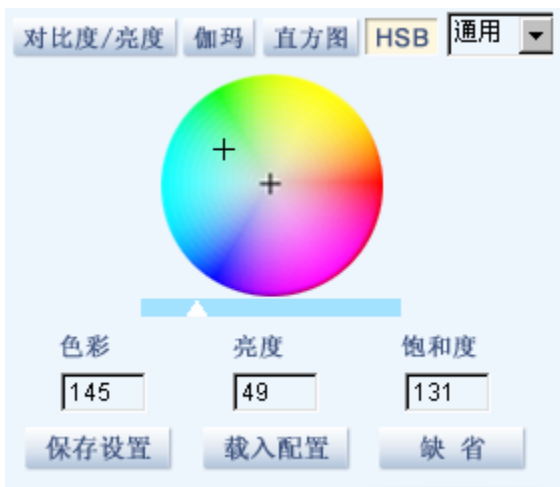 对比度/亮度 伽玛 直方图 HSB 通用
色彩 亮度 饱和度
145 49 131
保存设置 载入配置 缺 省